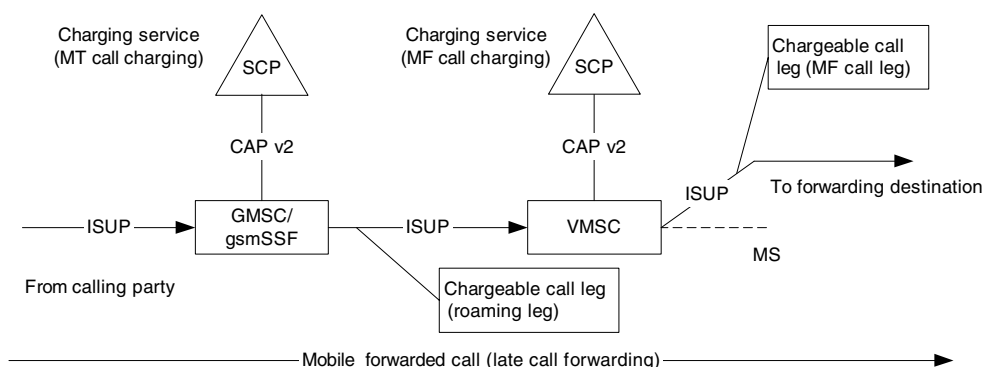 Charging service
(MT call charging)
SCP
Charging service
(MF call charging)
SCP
Chargeable call
leg (MF call leg)
CAP v2
CAP v2
ISUP
GMSC/
gsmSSF
ISUP
VMSC
ISUP
To forwarding destination
MS
From calling party
Chargeable call leg
(roaming leg)
Mobile forwarded call (late call forwarding)